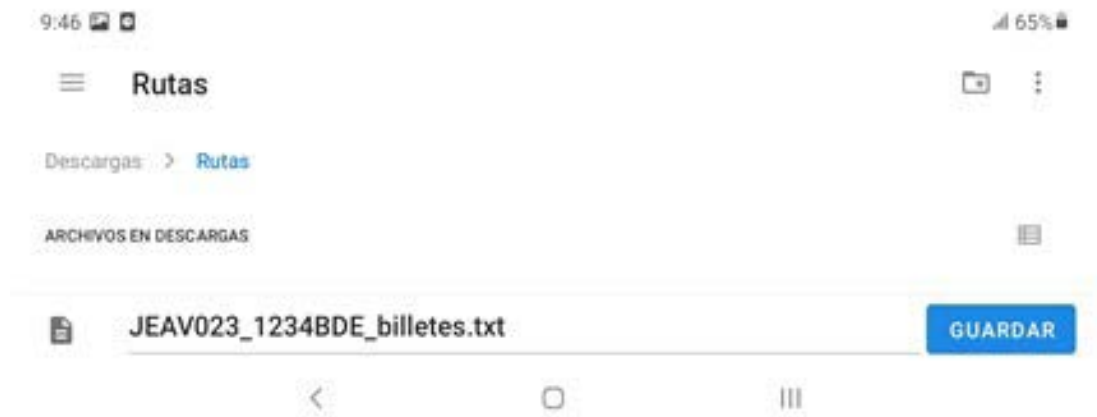 9:46 65%
Rutas
Descargas > Rutas
ARCHIVOS EN DESCARGAS
JEAV023_1234BDE_billetes.txt GUARDAR